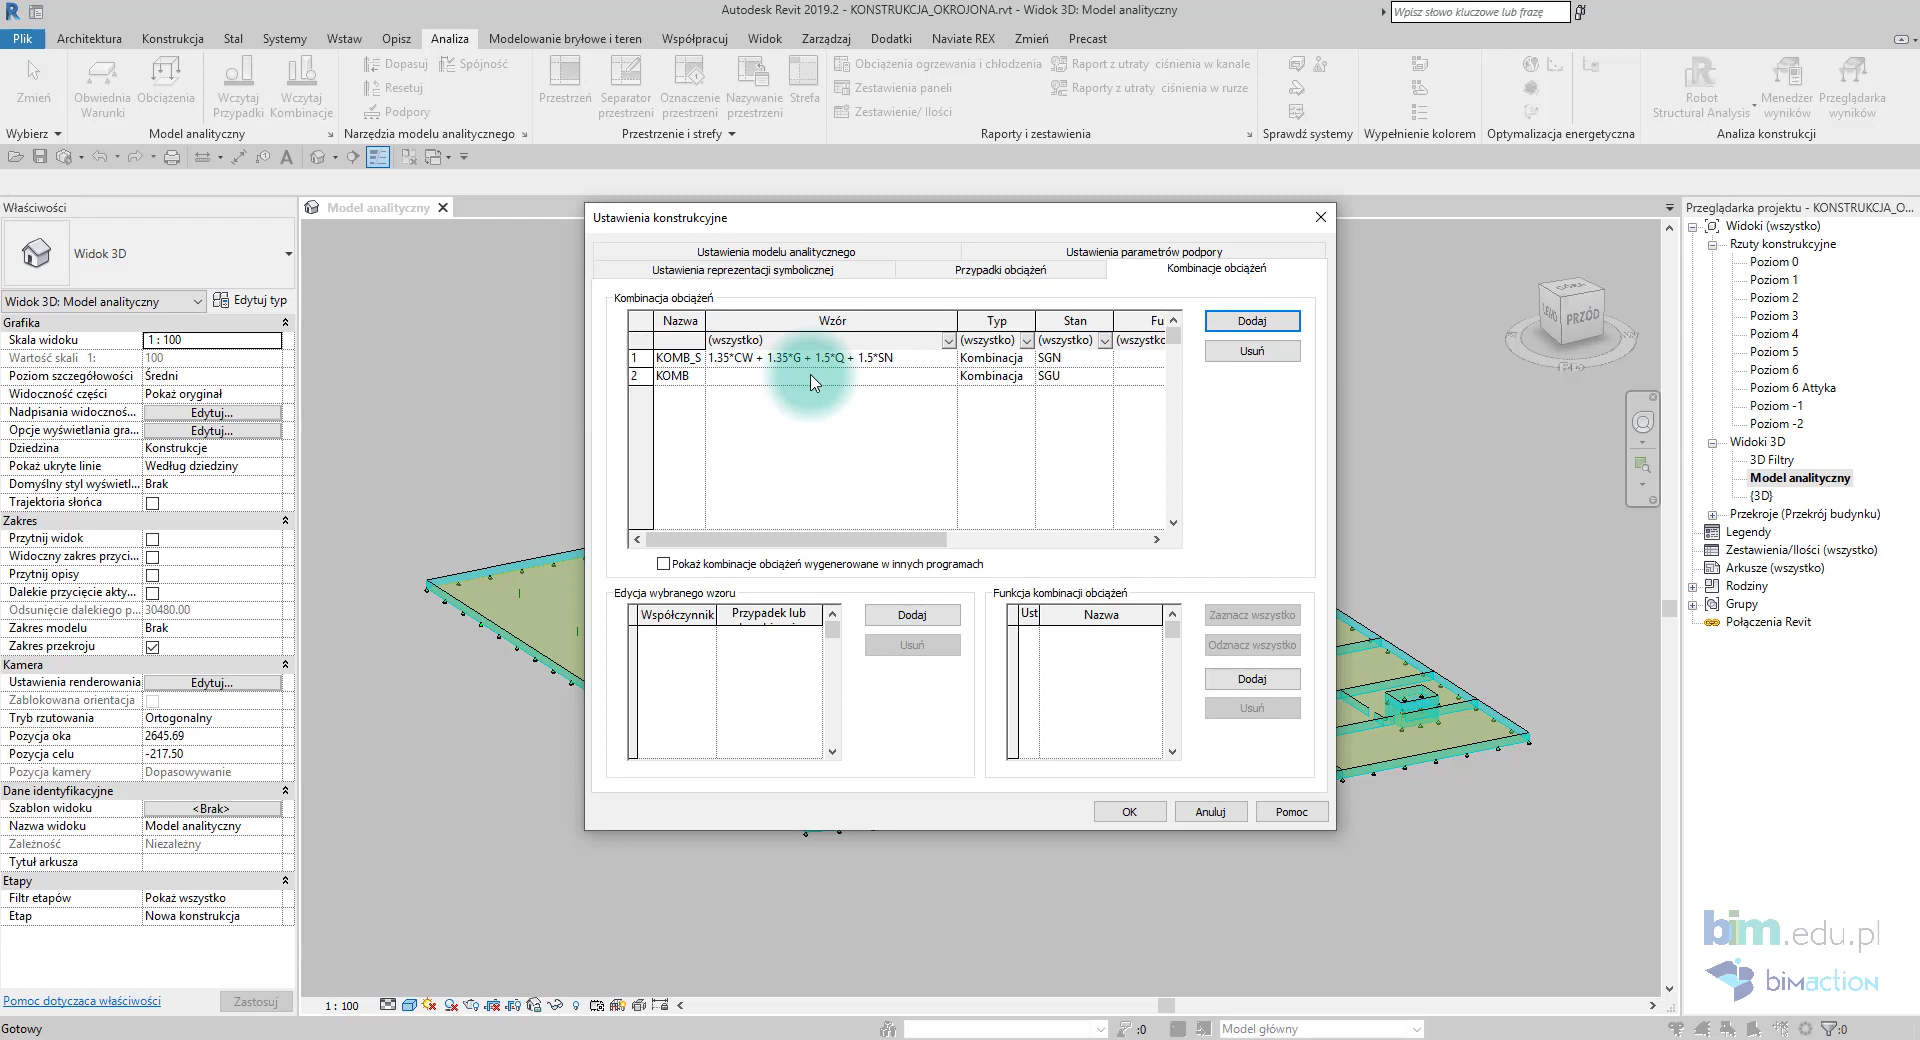 Autodesk Revit 2019.2 - KONSTRUKCJA_OKROJONA.rvt - Widok 3D: Model analityczny
Wpisz słowo kluczowe lub frazę
Plik Architektura Konstrukcja Stal Systemy Wstaw Opisz Analiza Modelowanie bryłowe i teren Współpracuj Widok Zarządzaj Dodatki Naviate REX Zmień Precast
Zmień
Obwiednia Warunki
Obciążenia
Wczytaj Przypadki
Wczytaj Kombinacje
Dopasuj
Spójność
Resetuj
Podpory
Przestrzeń
Separator przestrzeni
Oznaczenie przestrzeni
Nazywanie przestrzeni
Strefa
Obciążenia ogrzewania i chłodzenia
Zestawienie paneli
Zestawienie/ Ilości
Raport z utraty ciśnienia w kanale
Raport z utraty ciśnienia w rurze
Robot Structural Analysis
Menedżer wyników
Przeglądarka wyników
Wybierz
Model analityczny
Narzędzia modelu analitycznego
Przestrzenie i strefy
Raporty i zestawienia
Sprawdź systemy
Wypełnienie kolorem
Optymalizacja energetyczna
Analiza konstrukcji
Właściwości
Widok 3D
Widok 3D: Model analityczny
Edytuj typ
Grafika
Skala widoku 1 : 100
Wartość skali 1: 100
Poziom szczegółowości Średni
Widoczność części Pokaż oryginał
Nadpisania widocznoś... Edytuj...
Opcje wyświetlania gra... Edytuj...
Dziedzina Konstrukcje
Pokaż ukryte linie Według dziedziny
Domyślny styl wyświetl... Brak
Trajektoria słońca
Zakres
Przytnij widok
Widoczny zakres przyci...
Przytnij opisy
Dalekie przycięcie akty...
Odsunięcie dalekiego p... 30480.00
Zakres modelu Brak
Zakres przekroju
Kamera
Ustawienia renderowania Edytuj...
Zablokowana orientacja
Tryb rzutowania Ortogonalny
Pozycja oka 2645.69
Pozycja celu -217.50
Pozycja kamery Dopasowywanie
Dane identyfikacyjne
Szablon widoku <Brak>
Nazwa widoku Model analityczny
Zależność Niezależny
Tytuł arkusza
Etapy
Filtr etapów Pokaż wszystko
Etap Nowa konstrukcja
Pomoc dotycząca właściwości
Zastosuj
Gotowy
Model analityczny
Ustawienia konstrukcyjne
Ustawienia modelu analitycznego
Ustawienia parametrów podpory
Ustawienia reprezentacji symbolicznej
Przypadki obciążeń
Kombinacje obciążeń
Kombinacja obciążeń
Nazwa Wzór Typ Stan Fu
(wszystko) (wszystko) (wszystko) (wszystkc
1 KOMB_S 1.35*CW + 1.35*G + 1.5*Q + 1.5*SN Kombinacja SGN
2 KOMB Kombinacja SGU
Dodaj
Usuń
Pokaż kombinacje obciążeń wygenerowane w innych programach
Edycja wybranego wzoru
Współczynnik Przypadek lub
Dodaj
Usuń
Funkcja kombinacji obciążeń
Ust Nazwa
Zaznacz wszystko
Odznacz wszystko
Dodaj
Usuń
OK Anuluj Pomoc
GÓRA
LEWO
PRZÓD
Przeglądarka projektu - KONSTRUKCJA_O...
Widoki (wszystko)
Rzuty konstrukcyjne
Poziom 0
Poziom 1
Poziom 2
Poziom 3
Poziom 4
Poziom 5
Poziom 6
Poziom 6 Attyka
Poziom -1
Poziom -2
Widoki 3D
3D Filtry
Model analityczny
{3D}
Przekroje (Przekrój budynku)
Legendy
Zestawienia/Ilości (wszystko)
Arkusze (wszystko)
Rodziny
Grupy
Połączenia Revit
bim.edu.pl
bimaction
1 : 100
:0
Model główny
:0